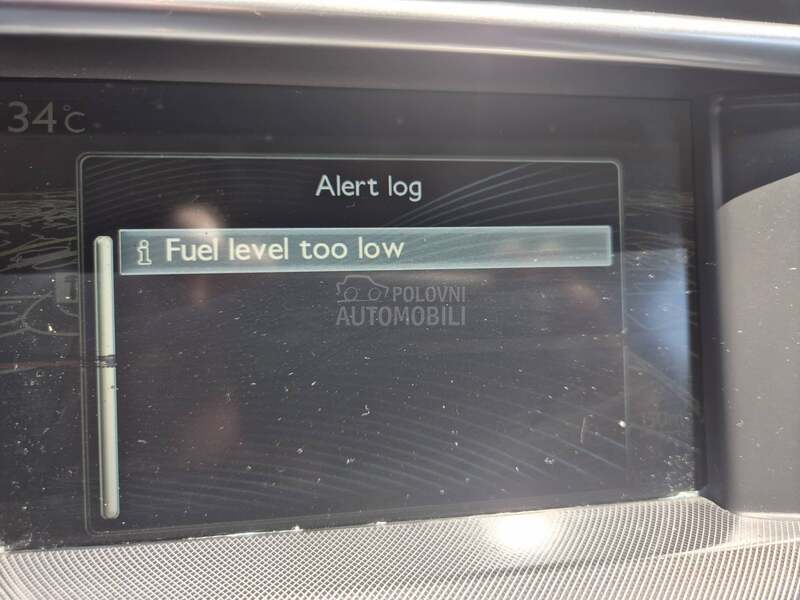 34°C
Alert log
i Fuel level too low
POLOVNI
AUTOMOBILI